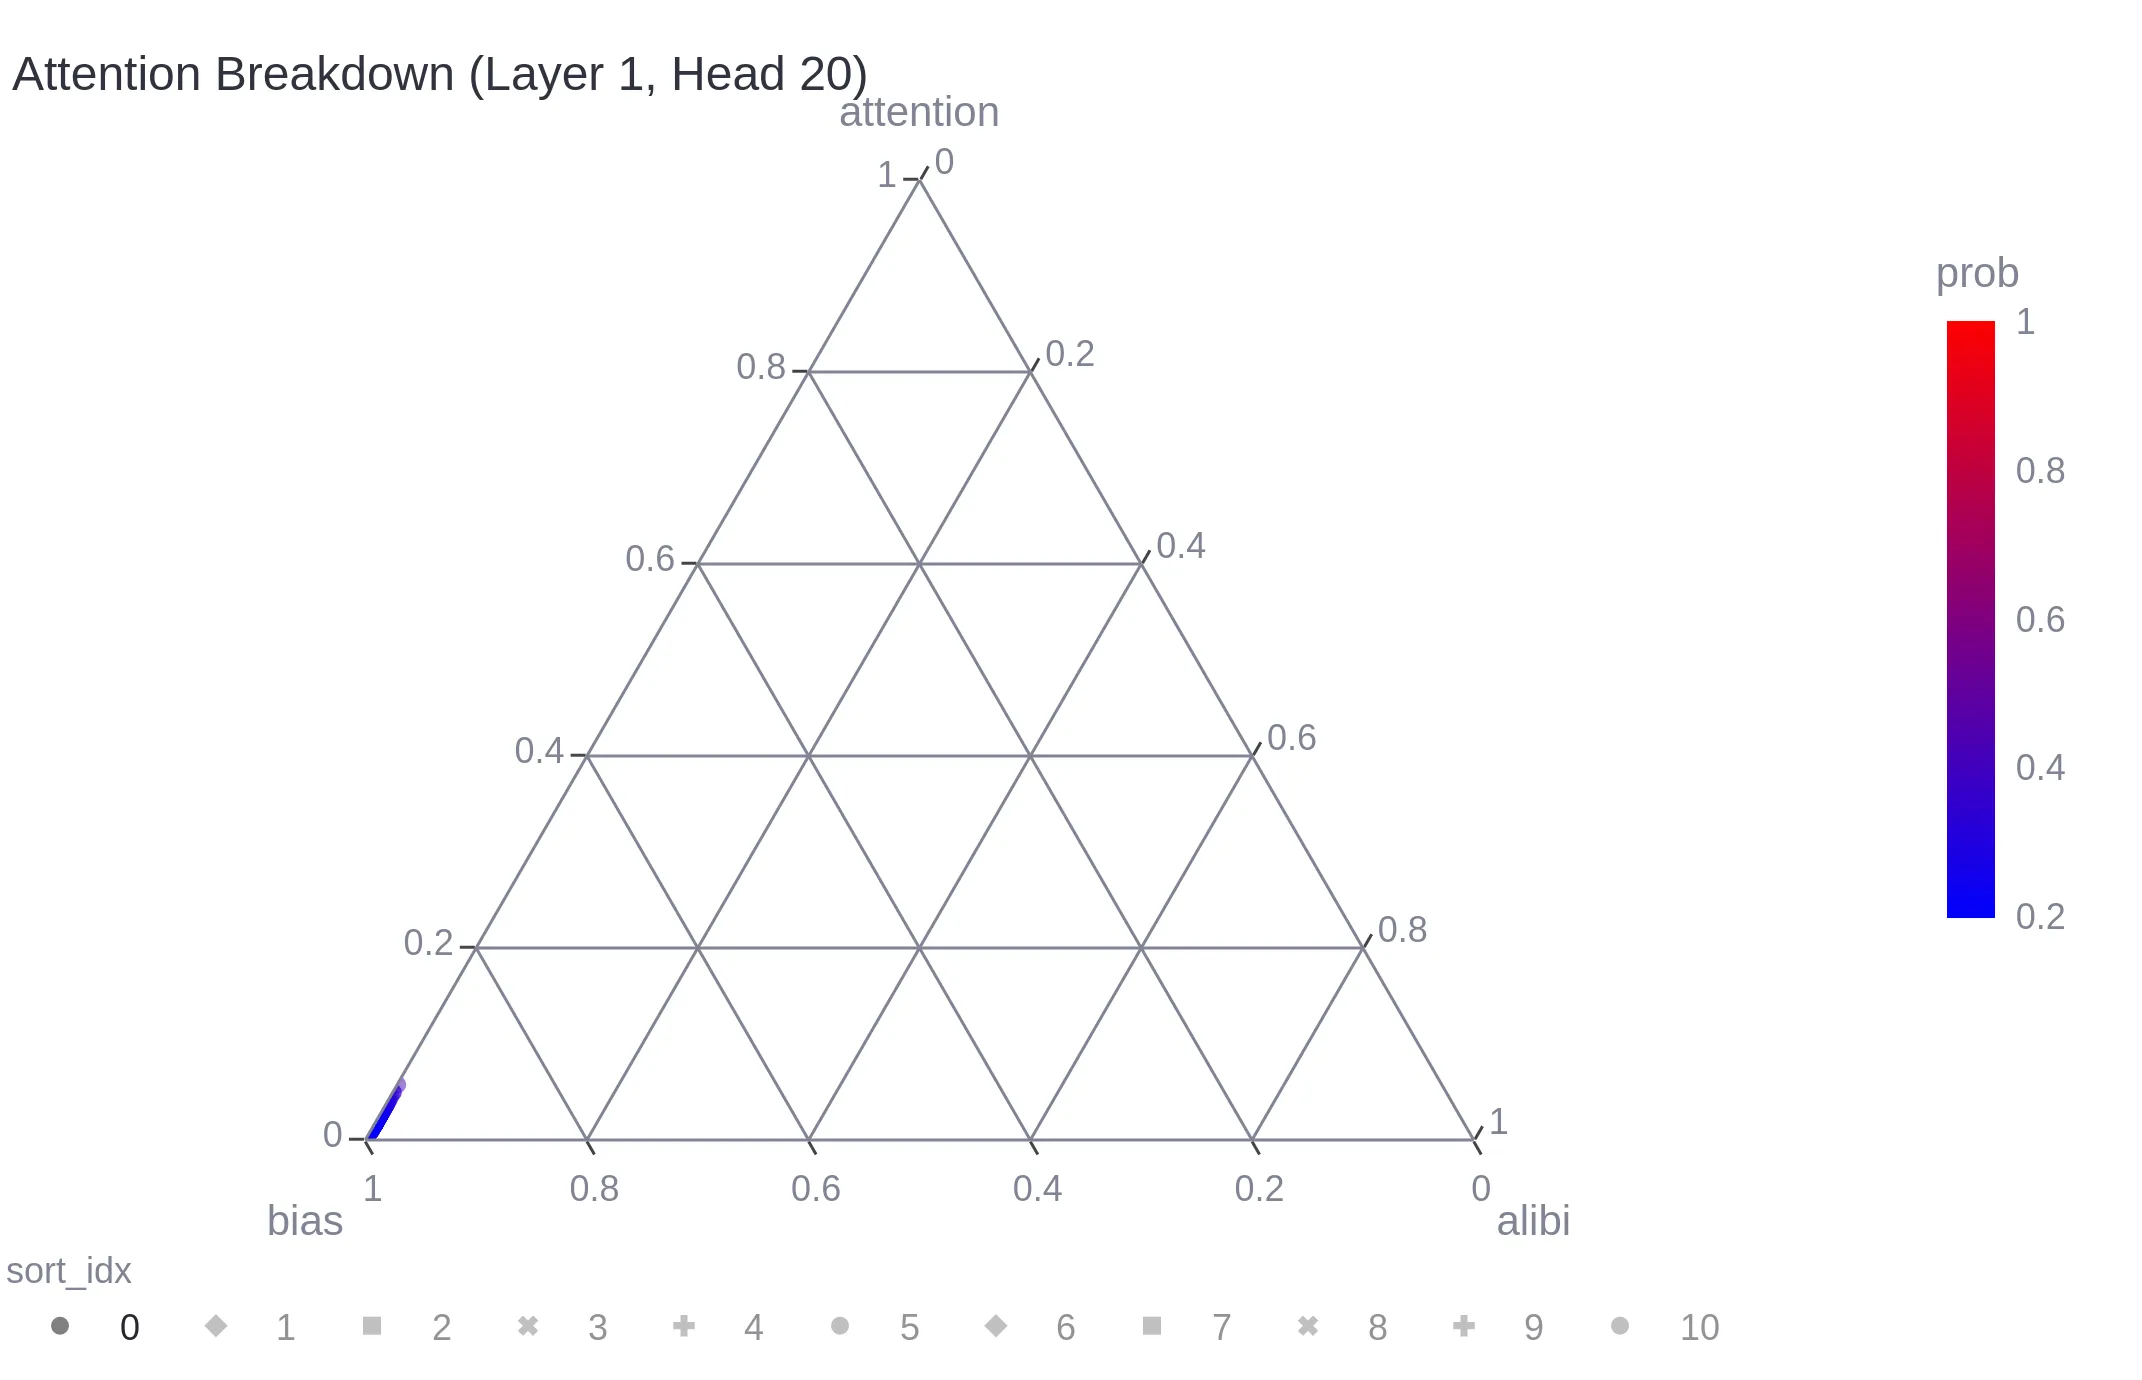 Attention Breakdown (Layer 1, Head 20)
attention
1 0
0.8 0.2
0.6 0.4
0.4 0.6
0.2 0.8
0 1
1 0.8 0.6 0.4 0.2 0
bias alibi
prob
1
0.8
0.6
0.4
0.2
sort_idx
0 1 2 3 4 5 6 7 8 9 10